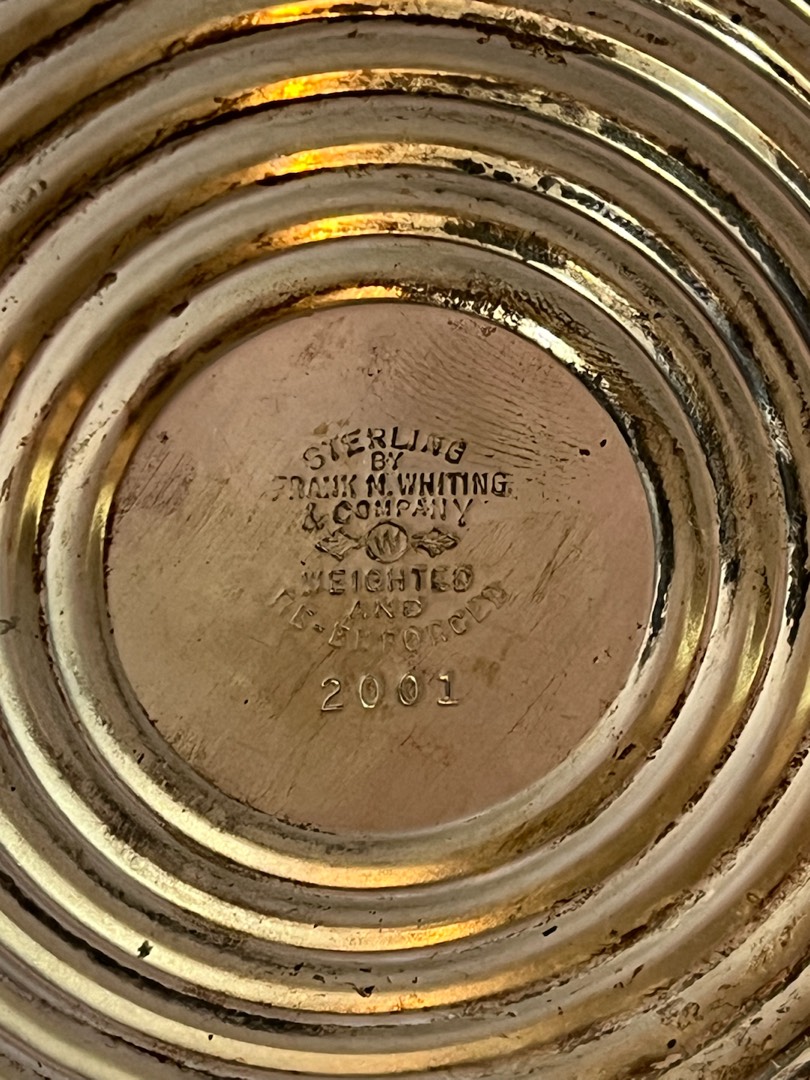 STERLING
BY
FRANK M. WHITING
& COMPANY
W
WEIGHTED
AND
RE-ENFORCED
2001